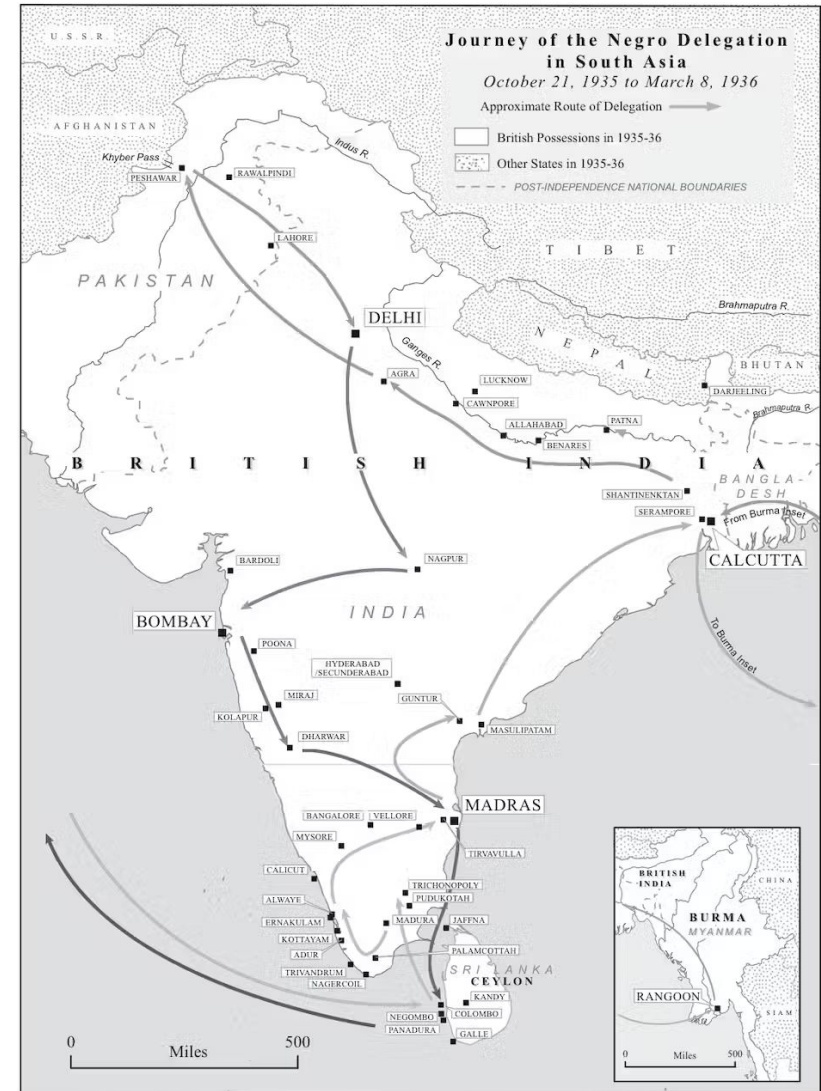 Journey of the Negro Delegation
in South Asia
October 21, 1935 to March 8, 1936
Approximate Route of Delegation
British Possessions in 1935-36
Other States in 1935-36
POST-INDEPENDENCE NATIONAL BOUNDARIES
U.S.S.R.
AFGHANISTAN
Khyber Pass
PESHAWAR
RAWALPINDI
Indus R.
LAHORE
PAKISTAN
TIBET
DELHI
Brahmaputra R.
Ganges R.
NEPAL
BHUTAN
AGRA
LUCKNOW
DARJEELING
CAWNPORE
Brahmaputra R.
ALLAHABAD
PATNA
BENARES
BRITISH INDIA
BANGLA-
DESH
SHANTINENKTAN
SERAMPORE
From Burma Inset
CALCUTTA
BARDOLI
NAGPUR
INDIA
BOMBAY
To Burma Inset
POONA
HYDERABAD
/SECUNDERABAD
MIRAJ
GUNTUR
KOLAPUR
MASULIPATAM
DHARWAR
MADRAS
BANGALORE
VELLORE
MYSORE
TIRVAVULLA
CALICUT
TRICHONOPOLY
ALWAYE
PUDUKOTAH
ERNAKULAM
MADURA
JAFFNA
KOTTAYAM
ADUR
PALAMCOTTAH
TRIVANDRUM
SRI LANKA
NAGERCOIL
CEYLON
KANDY
NEGOMBO
COLOMBO
PANADURA
GALLE
0
500
Miles
BRITISH
INDIA
CHINA
BURMA
MYANMAR
RANGOON
SIAM
0
Miles
500